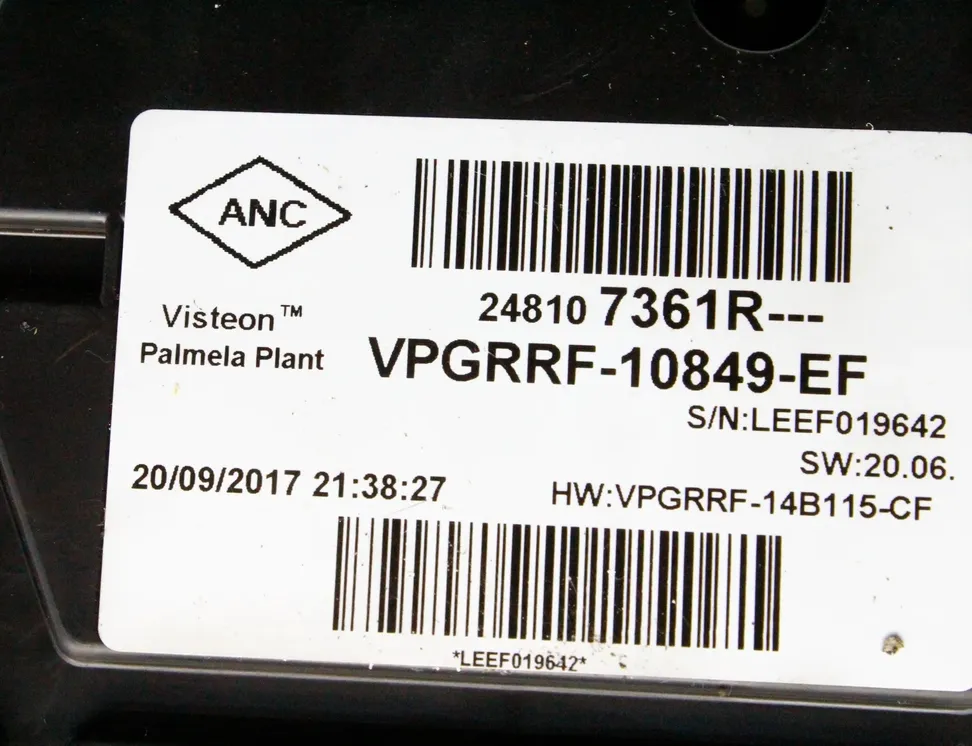 ANC
Visteon™
Palmela Plant
24810 7361R---
VPGRRF-10849-EF
S/N:LEEF019642
SW:20.06.
20/09/2017 21:38:27
HW:VPGRRF-14B115-CF
*LEEF019642*